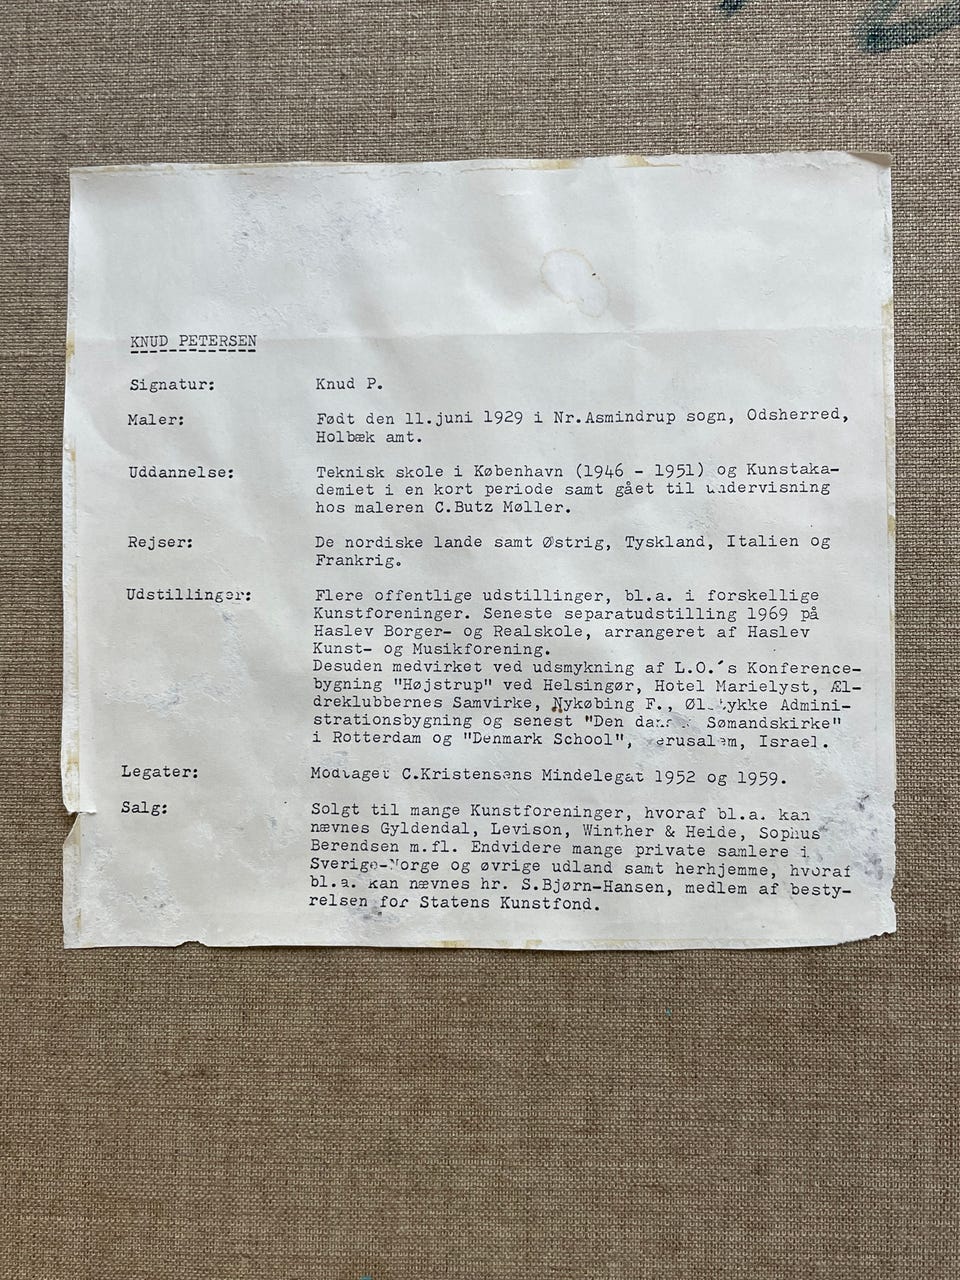 KNUD PETERSEN
Signatur: Knud P.
Maler: Født den 11.juni 1929 i Nr.Asmindrup sogn, Odsherred,
Holbæk amt.
Uddannelse: Teknisk skole i København (1946 - 1951) og Kunstaka-
demiet i en kort periode samt gået til undervisning
hos maleren C.Butz Møller.
Rejser: De nordiske lande samt Østrig, Tyskland, Italien og
Frankrig.
Udstillinger: Flere offentlige udstillinger, bl.a. i forskellige
Kunstforeninger. Seneste separatudstilling 1969 på
Haslev Borger- og Realskole, arrangeret af Haslev
Kunst- og Musikforening.
Desuden medvirket ved udsmykning af L.O.´s Konference-
bygning "Højstrup" ved Helsingør, Hotel Marielyst, Æl-
dreklubbernes Samvirke, Nykøbing F., Ølstykke Admini-
strationsbygning og senest "Den danske Sømandskirke"
i Rotterdam og "Denmark School", Jerusalem, Israel.
Legater: Modtaget C.Kristensens Mindelegat 1952 og 1959.
Salg: Solgt til mange Kunstforeninger, hvoraf bl.a. kan
nævnes Gyldendal, Levison, Winther & Heide, Sophus
Berendsen m.fl. Endvidere mange private samlere i
Sverige-Norge og øvrige udland samt herhjemme, hvoraf
bl.a. kan nævnes hr. S.Bjørn-Hansen, medlem af besty-
relsen for Statens Kunstfond.